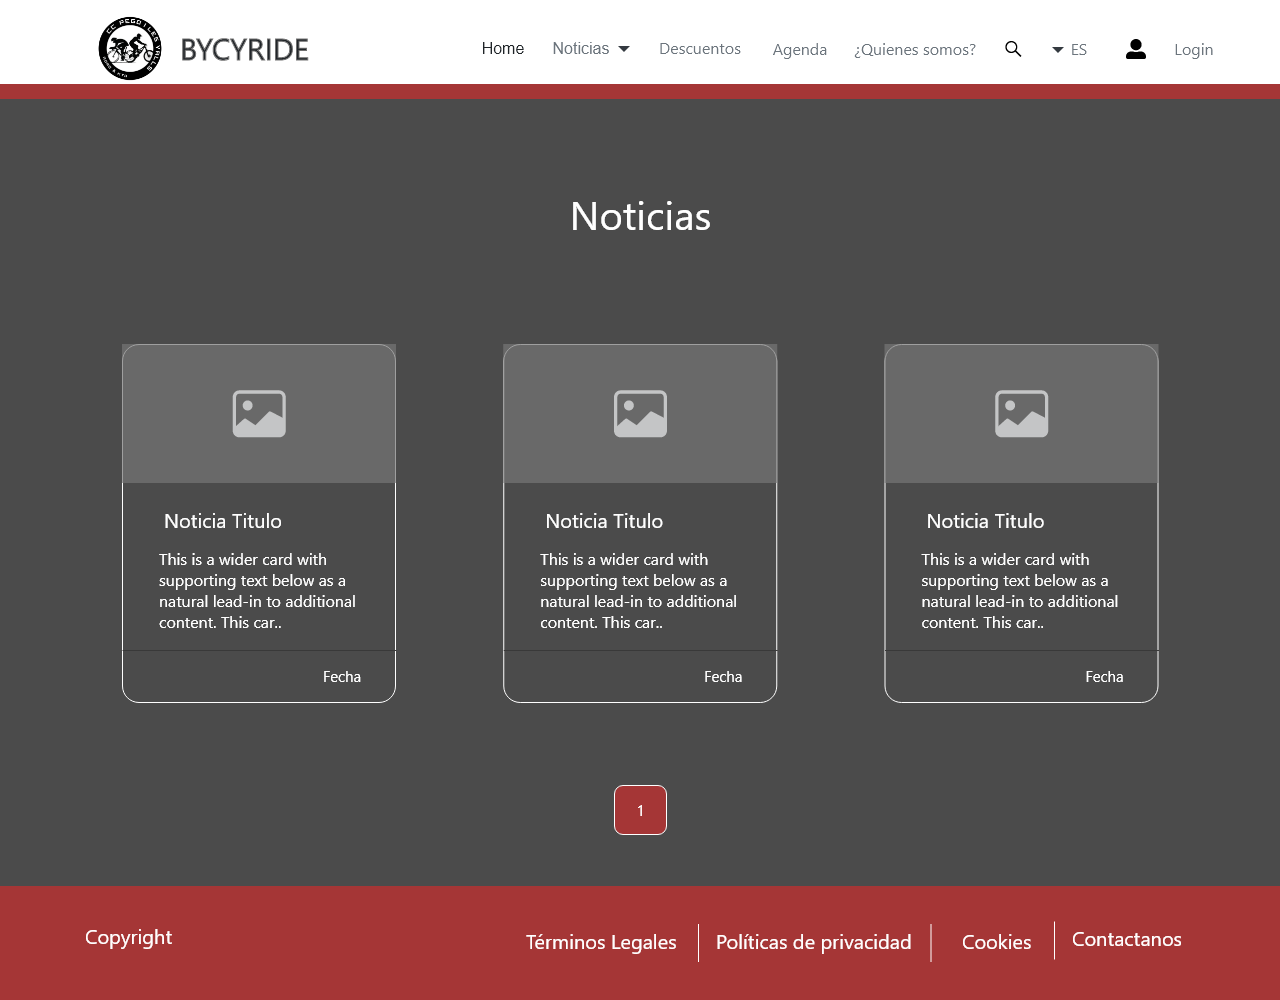 CC PEGO I LES VALLS
BYCYRIDE
Home Noticias Descuentos Agenda ¿Quienes somos? ES Login
Noticias
Noticia Titulo
This is a wider card with
supporting text below as a
natural lead-in to additional
content. This car..
Fecha
Noticia Titulo
This is a wider card with
supporting text below as a
natural lead-in to additional
content. This car..
Fecha
Noticia Titulo
This is a wider card with
supporting text below as a
natural lead-in to additional
content. This car..
Fecha
1
Copyright
Términos Legales Políticas de privacidad Cookies Contactanos